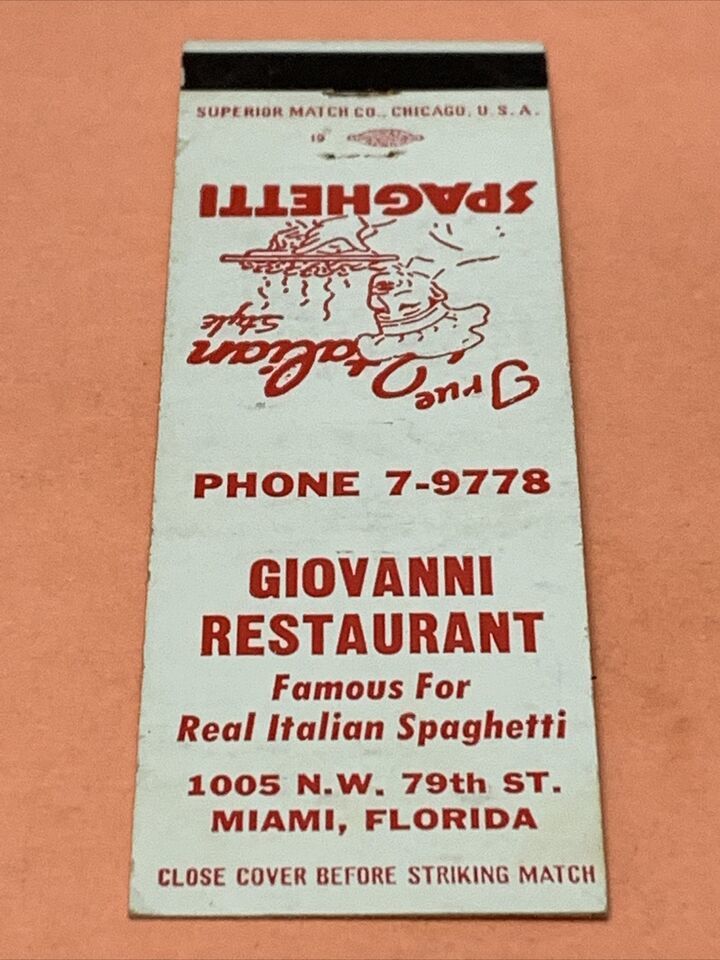 SUPERIOR MATCH CO., CHICAGO, U.S.A.
19
SPAGHETTI
True Italian
Style
PHONE 7-9778
GIOVANNI
RESTAURANT
Famous For
Real Italian Spaghetti
1005 N.W. 79th ST.
MIAMI, FLORIDA
CLOSE COVER BEFORE STRIKING MATCH